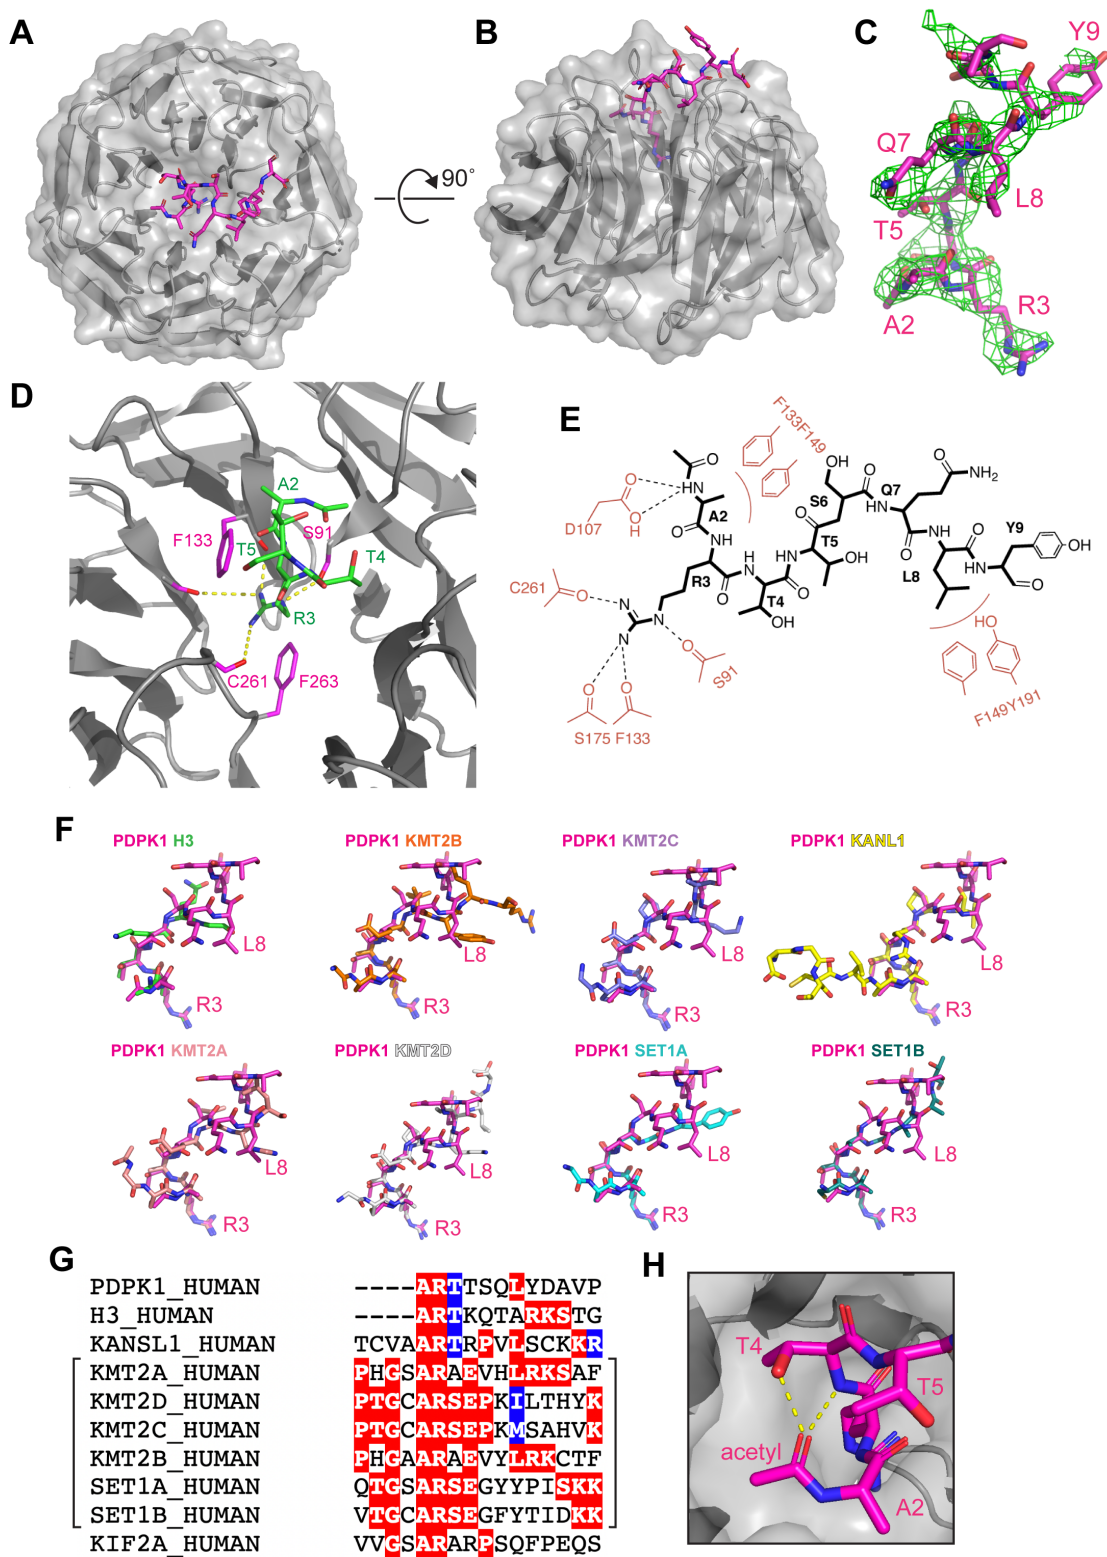 A
B
90°
C
Y9
Q7
L8
T5
R3
A2
D
A2
S91
F133
T5
T4
R3
C261
F263
E
F133F149
OH
O
NH₂
O
O
HN
Q7
S6
O
D107
O
H
HN
A2
O
NH
O
T5
O
HN
O
H
N
Y9
OH
C261
O
R3
O
H
N
O
NH
OH
L8
N
H
O
N
N
N
T4
OH
O
S91
HO
O
O
S175 F133
F149Y191
F
PDPK1 H3
PDPK1 KMT2B
PDPK1 KMT2C
PDPK1 KANL1
L8
L8
L8
L8
R3
R3
R3
R3
PDPK1 KMT2A
PDPK1 KMT2D
PDPK1 SET1A
PDPK1 SET1B
L8
L8
L8
L8
R3
R3
R3
R3
G
PDPK1_HUMAN ----ARTTSQLYDAVP
H3_HUMAN ----ARTKQTARKSTG
KANSL1_HUMAN TCVAARTRPVLSCKKR
KMT2A_HUMAN PHGSARAEVHLRKSAF
KMT2D_HUMAN PTGCARSEPKILTHYK
KMT2C_HUMAN PTGCARSEPKMSAHVK
KMT2B_HUMAN PHGAARAEVYLRKCTF
SET1A_HUMAN QTGSARSEGYYPISKK
SET1B_HUMAN VTGCARSEGFYTIDKK
KIF2A_HUMAN VVGSARARPSQFPEQS
H
T4
T5
acetyl
A2